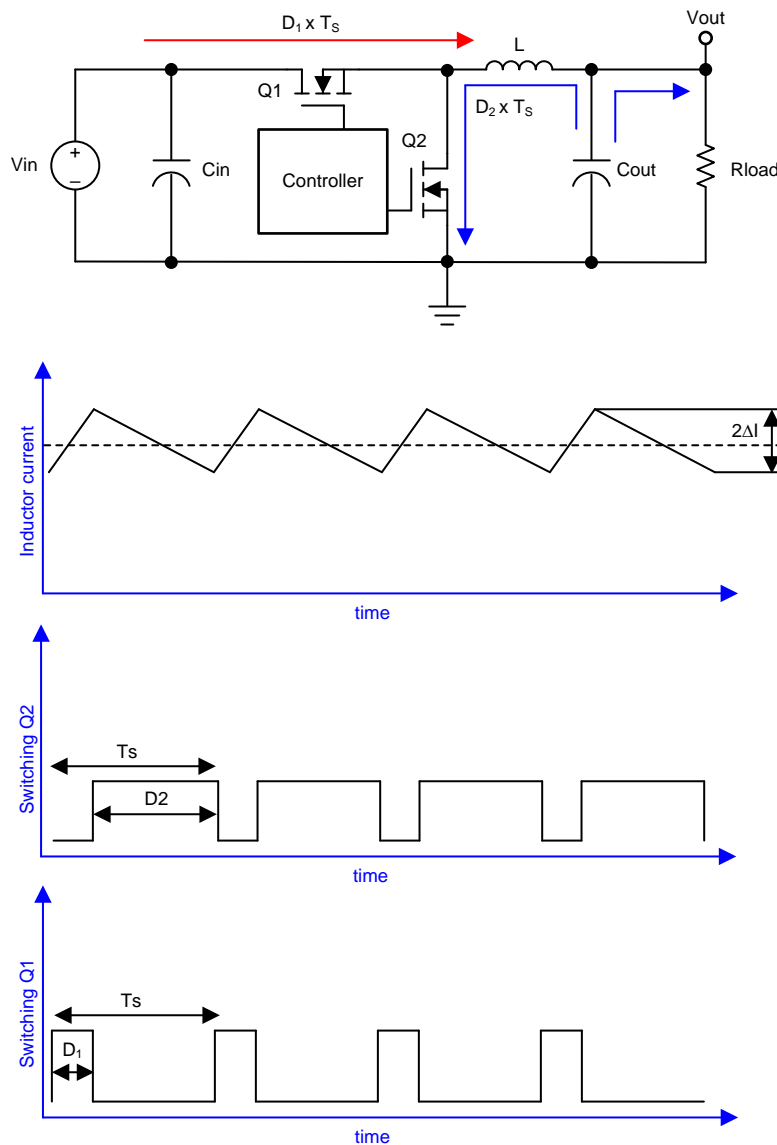 D₁ x Tₛ
Vout
L
Q1
D₂ x Tₛ
Q2
Vin
+
–
Cin
Controller
Cout
Rload
Inductor current
2ΔI
time
Switching Q2
Ts
D2
time
Switching Q1
Ts
D₁
time